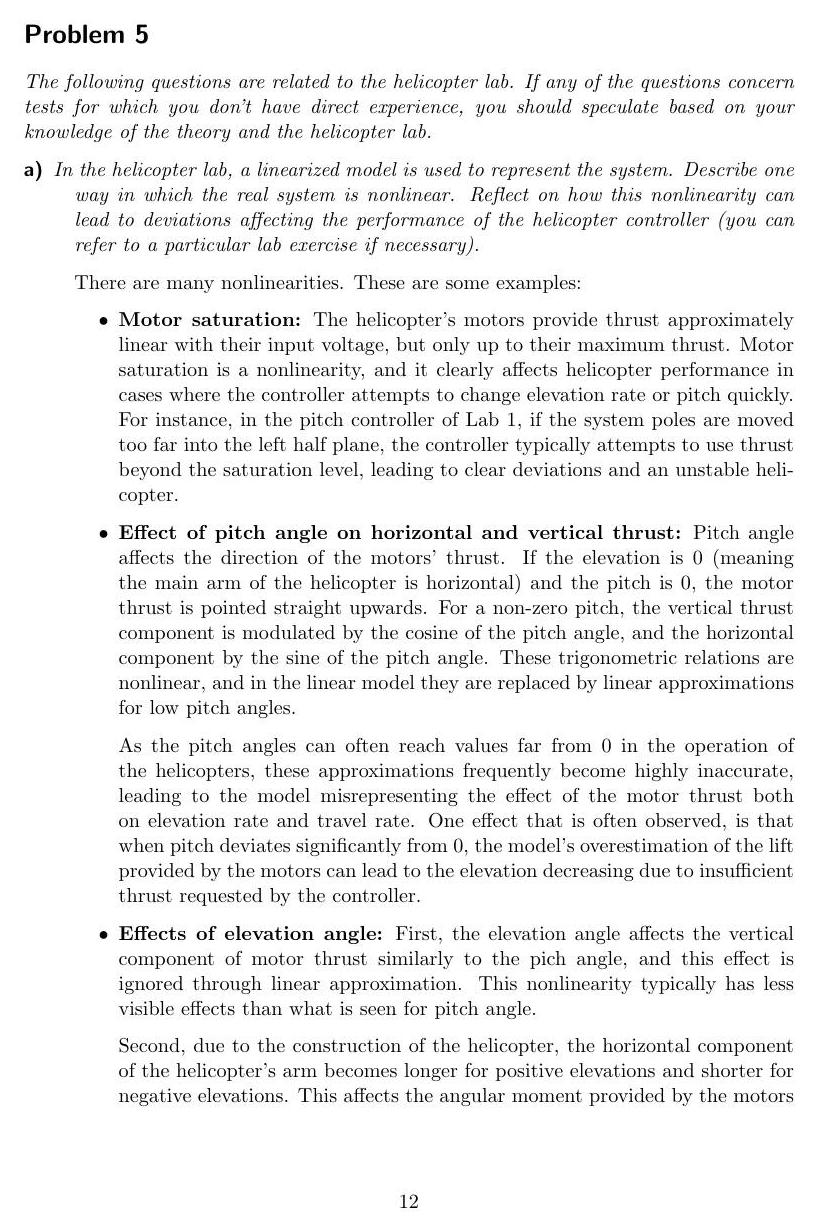 Problem 5
The following questions are related to the helicopter lab. If any of the questions concern
tests for which you don't have direct experience, you should speculate based on your
knowledge of the theory and the helicopter lab.
a) In the helicopter lab, a linearized model is used to represent the system. Describe one
way in which the real system is nonlinear. Reflect on how this nonlinearity can
lead to deviations affecting the performance of the helicopter controller (you can
refer to a particular lab exercise if necessary).
There are many nonlinearities. These are some examples:
• Motor saturation: The helicopter's motors provide thrust approximately
linear with their input voltage, but only up to their maximum thrust. Motor
saturation is a nonlinearity, and it clearly affects helicopter performance in
cases where the controller attempts to change elevation rate or pitch quickly.
For instance, in the pitch controller of Lab 1, if the system poles are moved
too far into the left half plane, the controller typically attempts to use thrust
beyond the saturation level, leading to clear deviations and an unstable heli-
copter.
• Effect of pitch angle on horizontal and vertical thrust: Pitch angle
affects the direction of the motors' thrust. If the elevation is 0 (meaning
the main arm of the helicopter is horizontal) and the pitch is 0, the motor
thrust is pointed straight upwards. For a non-zero pitch, the vertical thrust
component is modulated by the cosine of the pitch angle, and the horizontal
component by the sine of the pitch angle. These trigonometric relations are
nonlinear, and in the linear model they are replaced by linear approximations
for low pitch angles.
As the pitch angles can often reach values far from 0 in the operation of
the helicopters, these approximations frequently become highly inaccurate,
leading to the model misrepresenting the effect of the motor thrust both
on elevation rate and travel rate. One effect that is often observed, is that
when pitch deviates significantly from 0, the model's overestimation of the lift
provided by the motors can lead to the elevation decreasing due to insufficient
thrust requested by the controller.
• Effects of elevation angle: First, the elevation angle affects the vertical
component of motor thrust similarly to the pich angle, and this effect is
ignored through linear approximation. This nonlinearity typically has less
visible effects than what is seen for pitch angle.
Second, due to the construction of the helicopter, the horizontal component
of the helicopter's arm becomes longer for positive elevations and shorter for
negative elevations. This affects the angular moment provided by the motors
12